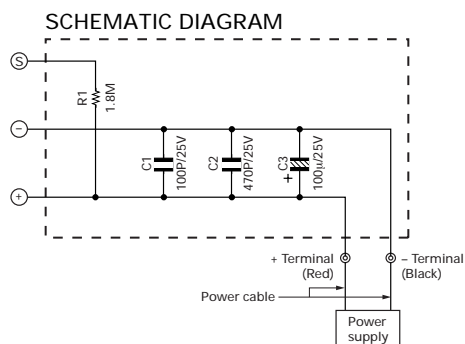 SCHEMATIC DIAGRAM
S
R1
1.8M
−
C1
100P/25V
C2
470P/25V
C3
100μ/25V
+
+
+ Terminal
(Red)
− Terminal
(Black)
Power cable
Power
supply